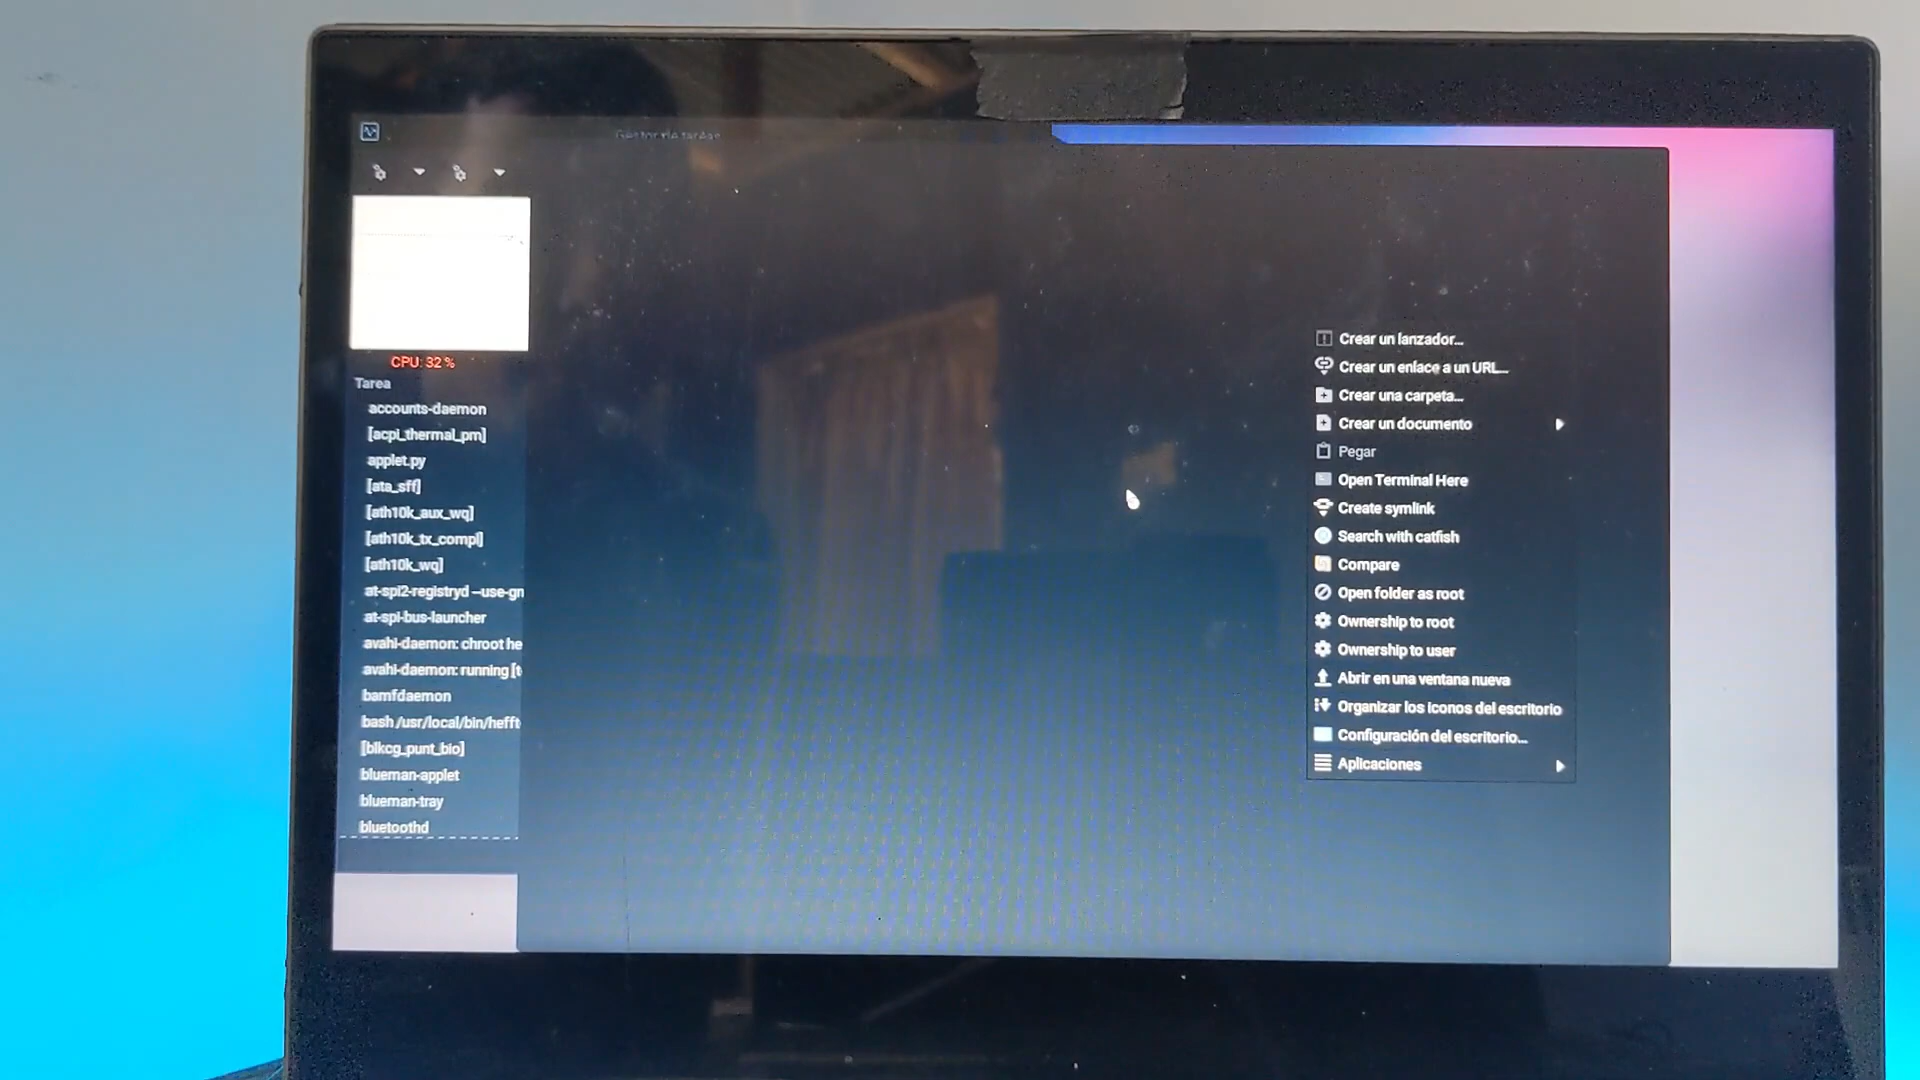 Gestor de tareas
CPU: 32 %
Tarea
accounts-daemon
[acpi_thermal_pm]
applet.py
[ata_sff]
[ath10k_aux_wq]
[ath10k_tx_compl]
[ath10k_wq]
at-spi2-registryd --use-gn
at-spi-bus-launcher
avahi-daemon: chroot he
avahi-daemon: running [t
bamfdaemon
bash /usr/local/bin/hefft
[blkcg_punt_bio]
blueman-applet
blueman-tray
bluetoothd
Crear un lanzador...
Crear un enlace a un URL...
Crear una carpeta...
Crear un documento
Pegar
Open Terminal Here
Create symlink
Search with catfish
Compare
Open folder as root
Ownership to root
Ownership to user
Abrir en una ventana nueva
Organizar los iconos del escritorio
Configuración del escritorio...
Aplicaciones